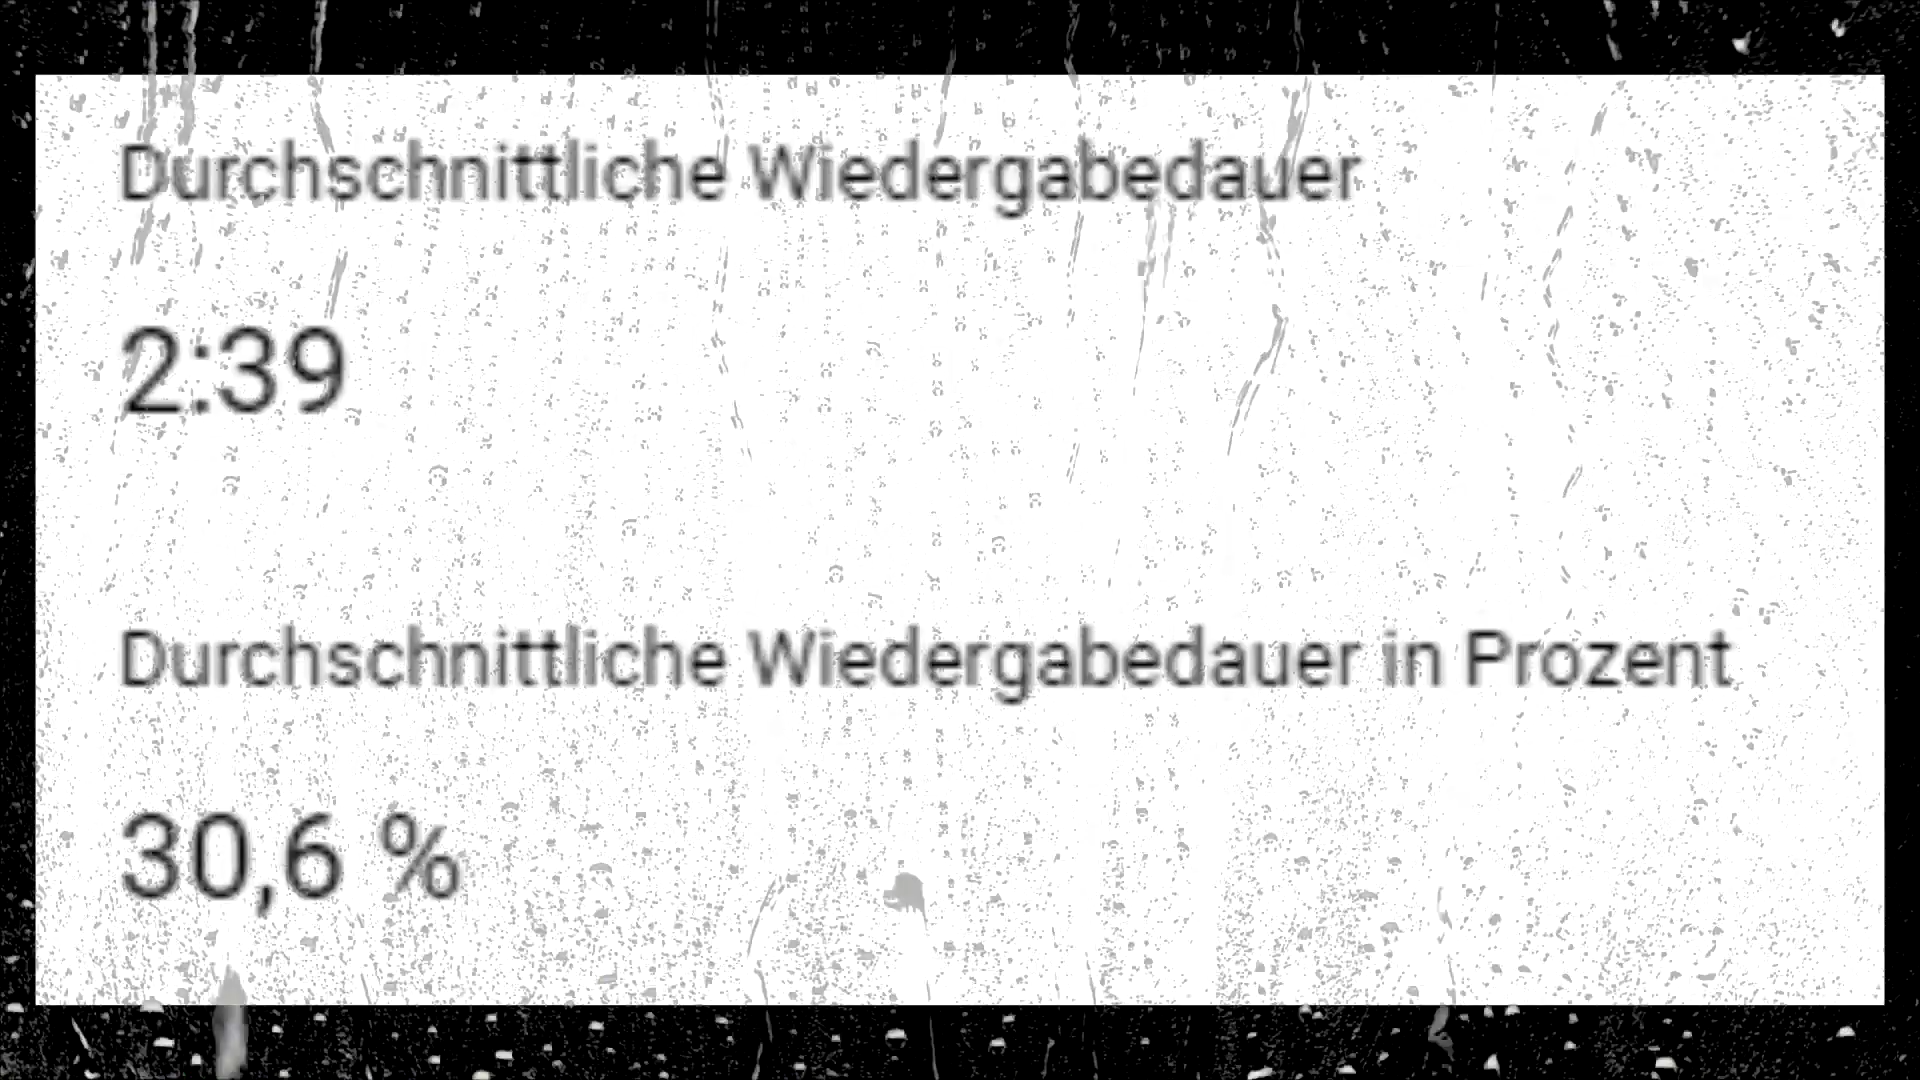 Durchschnittliche Wiedergabedauer
2:39
Durchschnittliche Wiedergabedauer in Prozent
30,6 %